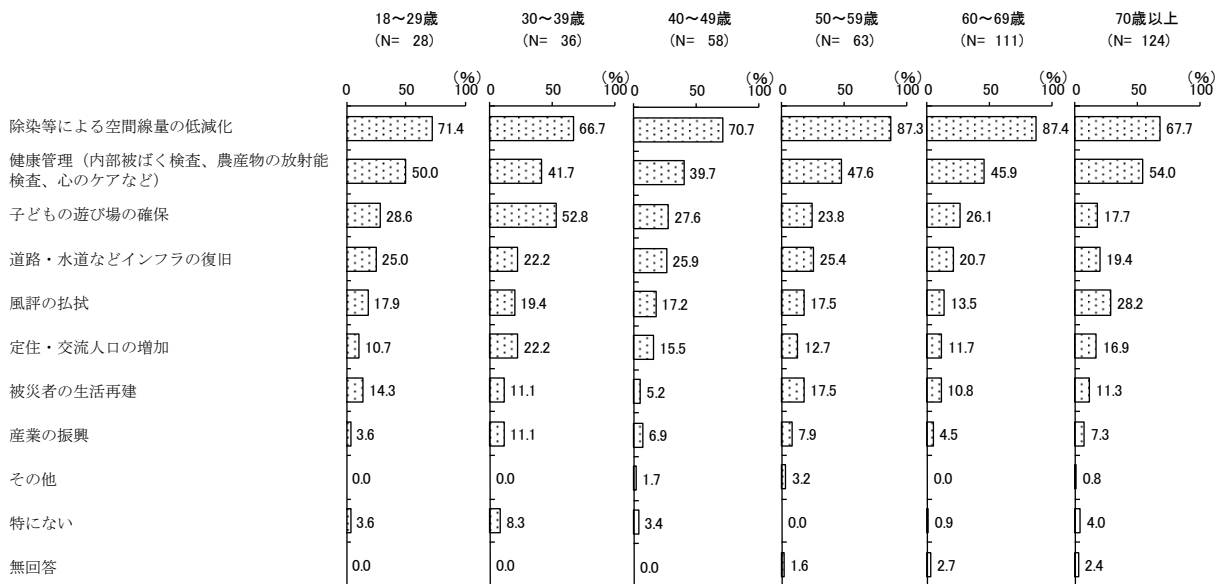 18～29歳 30～39歳 40～49歳 50～59歳 60～69歳 70歳以上
(N= 28) (N= 36) (N= 58) (N= 63) (N= 111) (N= 124)
(%) (%) (%) (%) (%) (%)
0 50 100 0 50 100 0 50 100 0 50 100 0 50 100 0 50 100
除染等による空間線量の低減化 71.4 66.7 70.7 87.3 87.4 67.7
健康管理（内部被ばく検査、農産物の放射能
検査、心のケアなど） 50.0 41.7 39.7 47.6 45.9 54.0
子どもの遊び場の確保 28.6 52.8 27.6 23.8 26.1 17.7
道路・水道などインフラの復旧 25.0 22.2 25.9 25.4 20.7 19.4
風評の払拭 17.9 19.4 17.2 17.5 13.5 28.2
定住・交流人口の増加 10.7 22.2 15.5 12.7 11.7 16.9
被災者の生活再建 14.3 11.1 5.2 17.5 10.8 11.3
産業の振興 3.6 11.1 6.9 7.9 4.5 7.3
その他 0.0 0.0 1.7 3.2 0.0 0.8
特にない 3.6 8.3 3.4 0.0 0.9 4.0
無回答 0.0 0.0 0.0 1.6 2.7 2.4